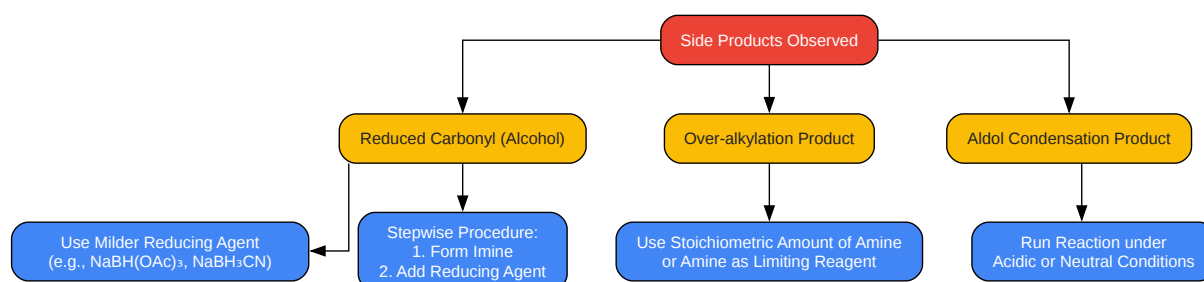 Side Products Observed
Reduced Carbonyl (Alcohol)
Over-alkylation Product
Aldol Condensation Product
Use Milder Reducing Agent
(e.g., NaBH(OAc)₃, NaBH₃CN)
Stepwise Procedure:
1. Form Imine
2. Add Reducing Agent
Use Stoichiometric Amount of Amine
or Amine as Limiting Reagent
Run Reaction under
Acidic or Neutral Conditions